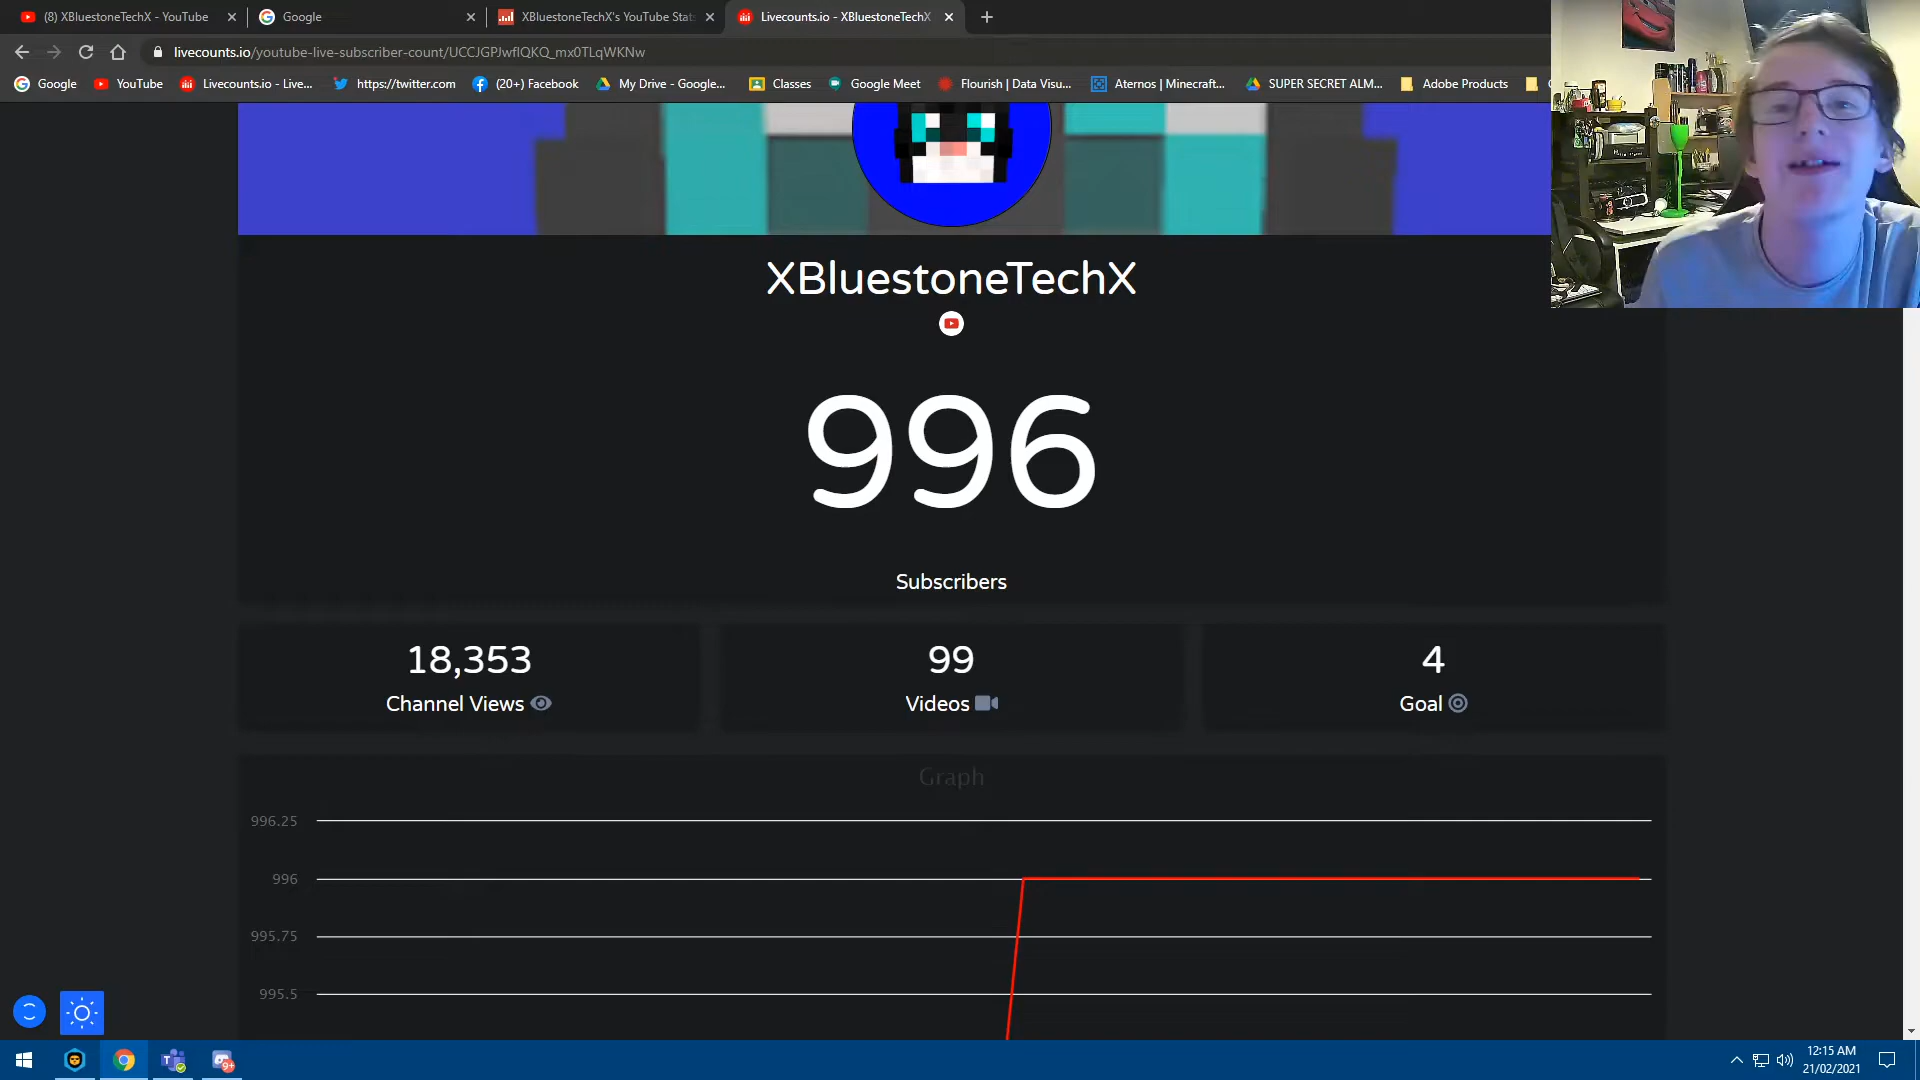 (8) XBluestoneTechX - YouTube
Google
XBluestoneTechX's YouTube Stat
Livecounts.io - XBluestoneTechX
livecounts.io/youtube-live-subscriber-count/UCCJGPJwflQKQ_mx0TLqWKNw
Google
YouTube
Livecounts.io - Live...
https://twitter.com
(20+) Facebook
My Drive - Google...
Classes
Google Meet
Flourish | Data Visu...
Aternos | Minecraft...
SUPER SECRET ALM...
Adobe Products
XBluestoneTechX
996
Subscribers
18,353
Channel Views
99
Videos
4
Goal
Graph
996.25
996
995.75
995.5
12:15 AM
21/02/2021